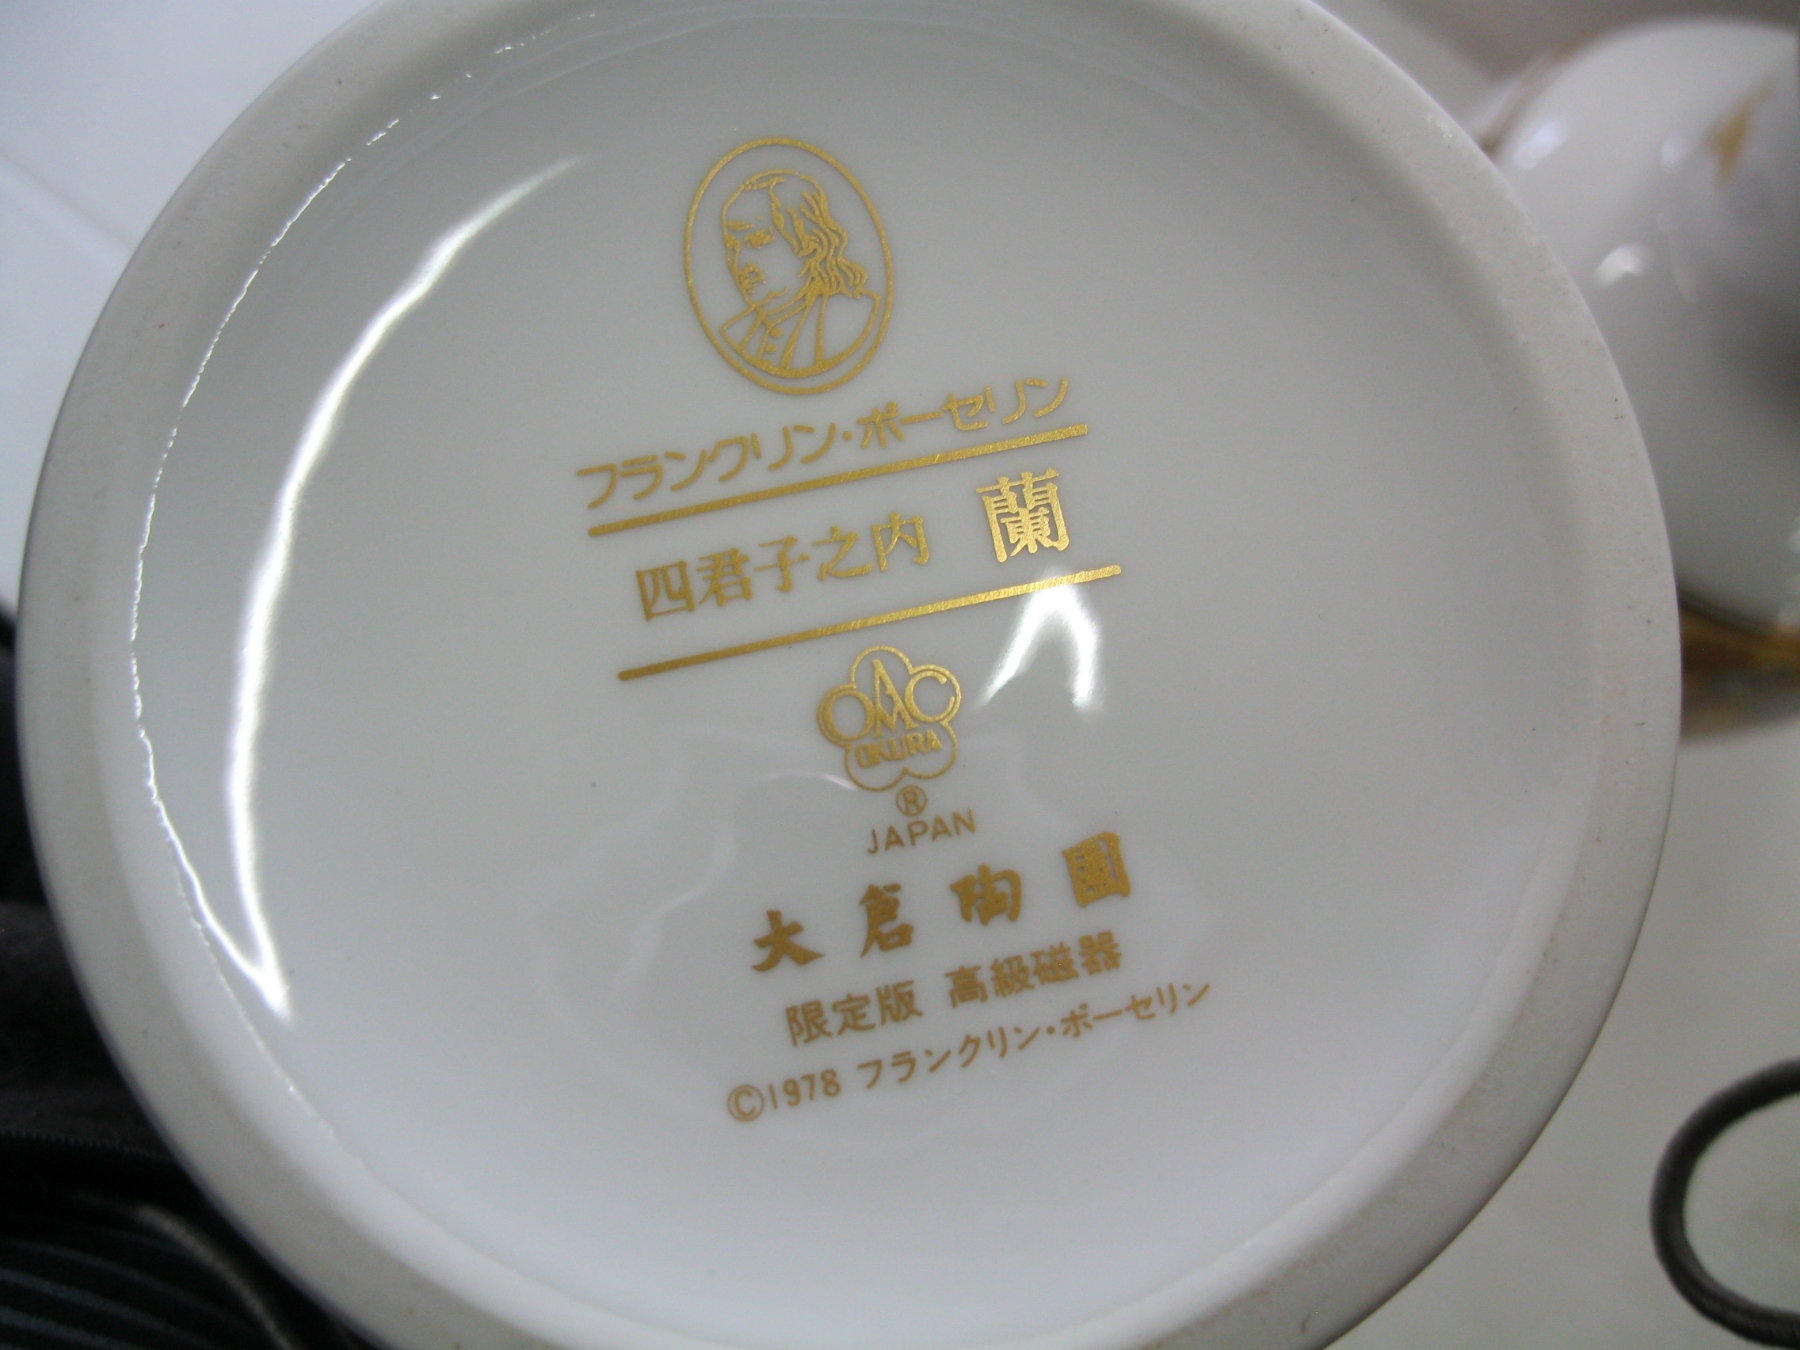 フランクリン・ポーセリン
四君子之内 蘭
OAC
OKURA
®
JAPAN
大倉陶園
限定版 高級磁器
©1978 フランクリン・ポーセリン